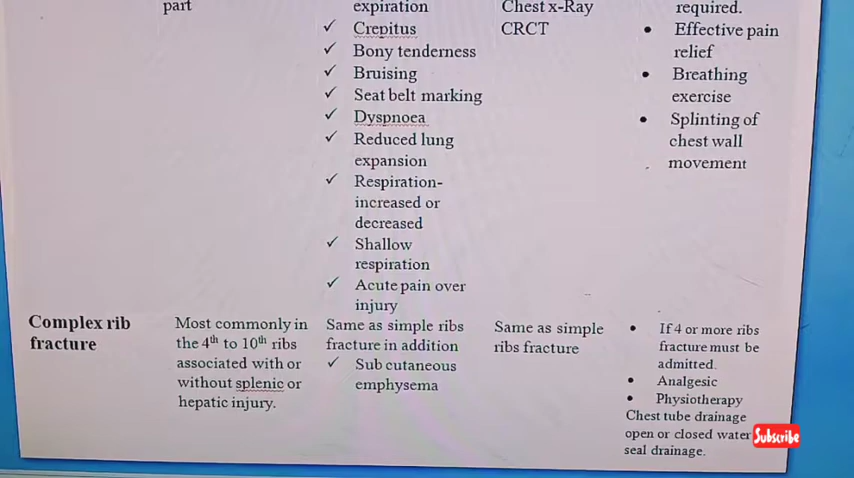 part
expiration
✓ Crepitus
✓ Bony tenderness
✓ Bruising
✓ Seat belt marking
✓ Dyspnoea
✓ Reduced lung
expansion
✓ Respiration-
increased or
decreased
✓ Shallow
respiration
✓ Acute pain over
injury
Chest x-Ray
CRCT
required.
• Effective pain
relief
• Breathing
exercise
• Splinting of
chest wall
movement
Complex rib
fracture
Most commonly in
the 4th to 10th ribs
associated with or
without splenic or
hepatic injury.
Same as simple ribs
fracture in addition
✓ Sub cutaneous
emphysema
Same as simple
ribs fracture
• If 4 or more ribs
fracture must be
admitted.
• Analgesic
• Physiotherapy
Chest tube drainage
open or closed water
seal drainage.
Subscribe